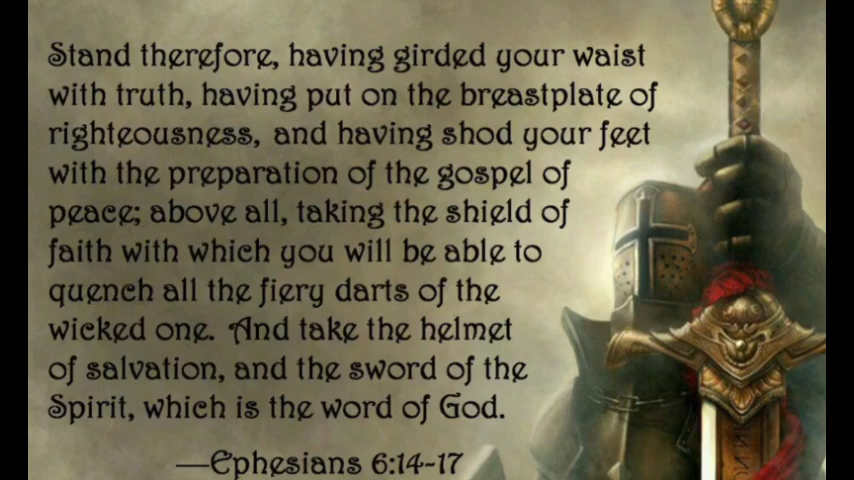 Stand therefore, having girded your waist
with truth, having put on the breastplate of
righteousness, and having shod your feet
with the preparation of the gospel of
peace; above all, taking the shield of
faith with which you will be able to
quench all the fiery darts of the
wicked one. And take the helmet
of salvation, and the sword of the
Spirit, which is the word of God.
—Ephesians 6:14-17